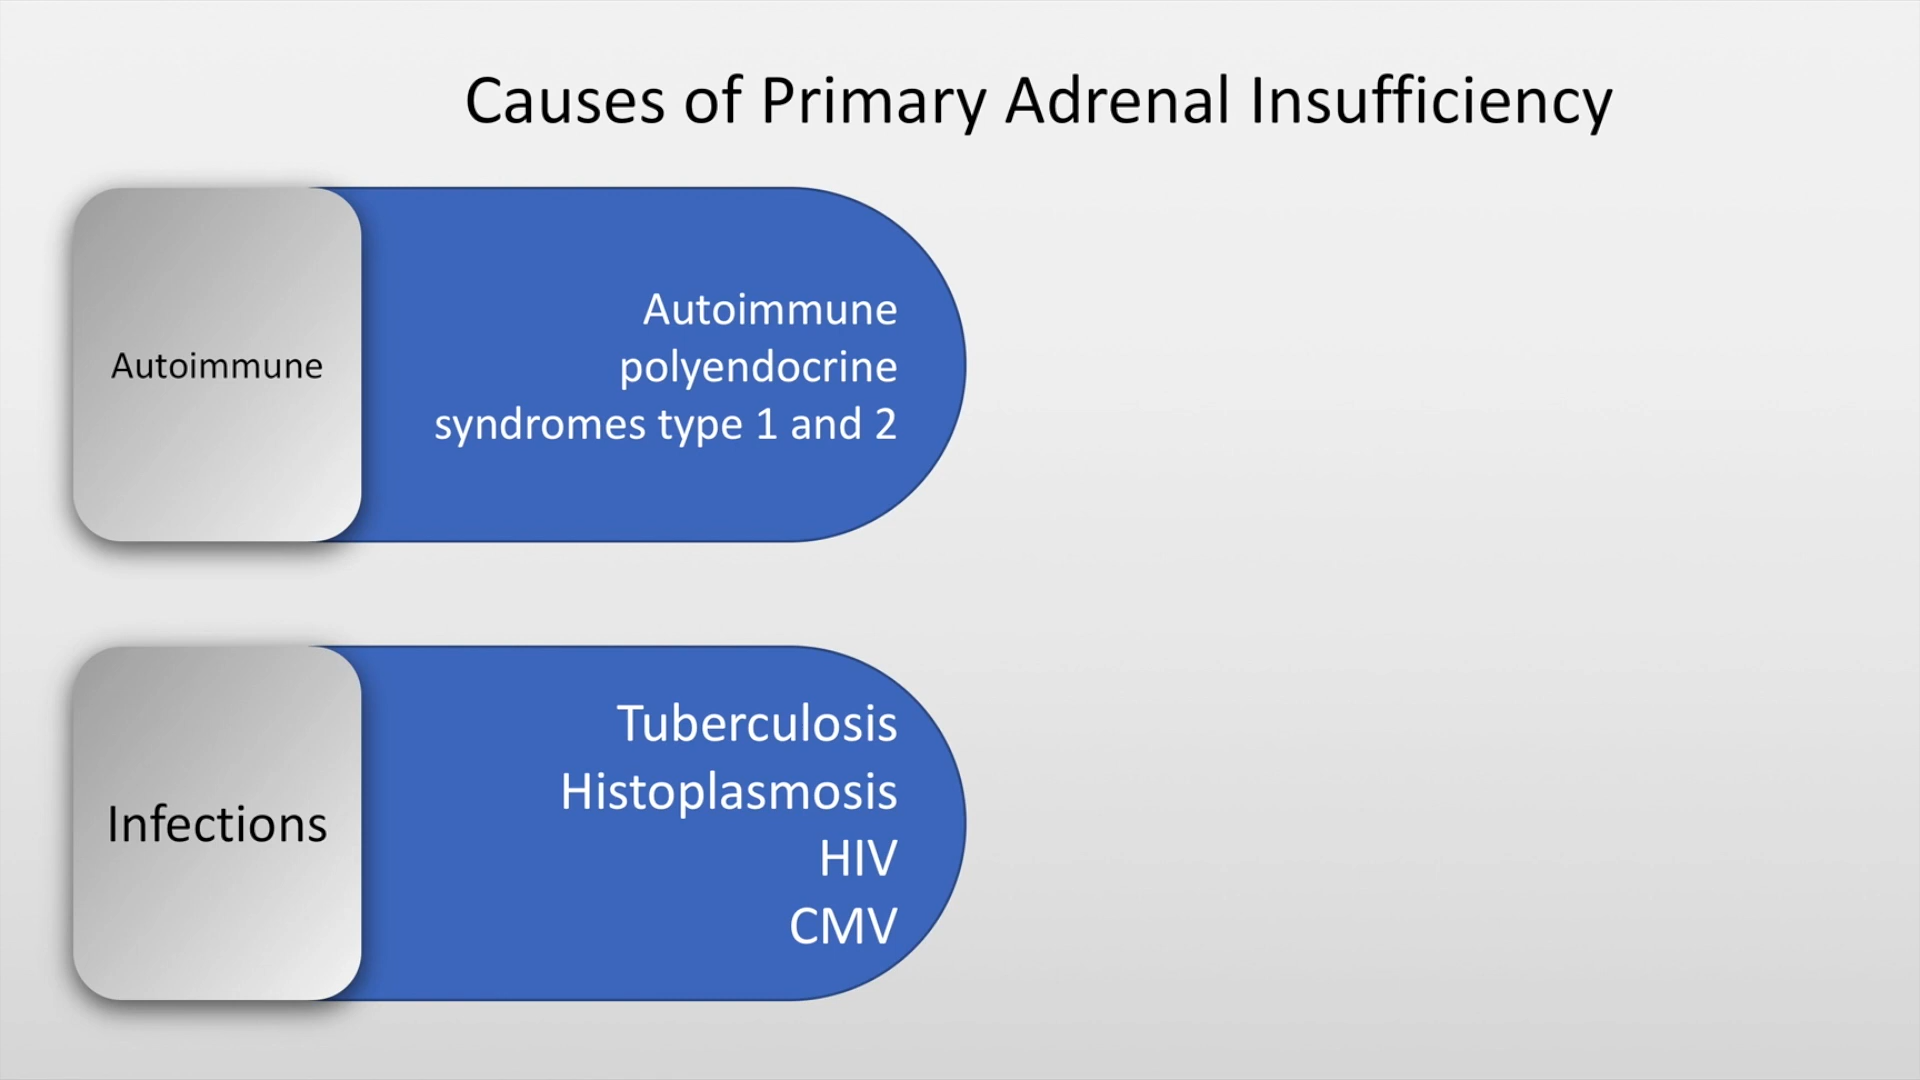 Causes of Primary Adrenal Insufficiency
Autoimmune
Autoimmune
polyendocrine
syndromes type 1 and 2
Infections
Tuberculosis
Histoplasmosis
HIV
CMV